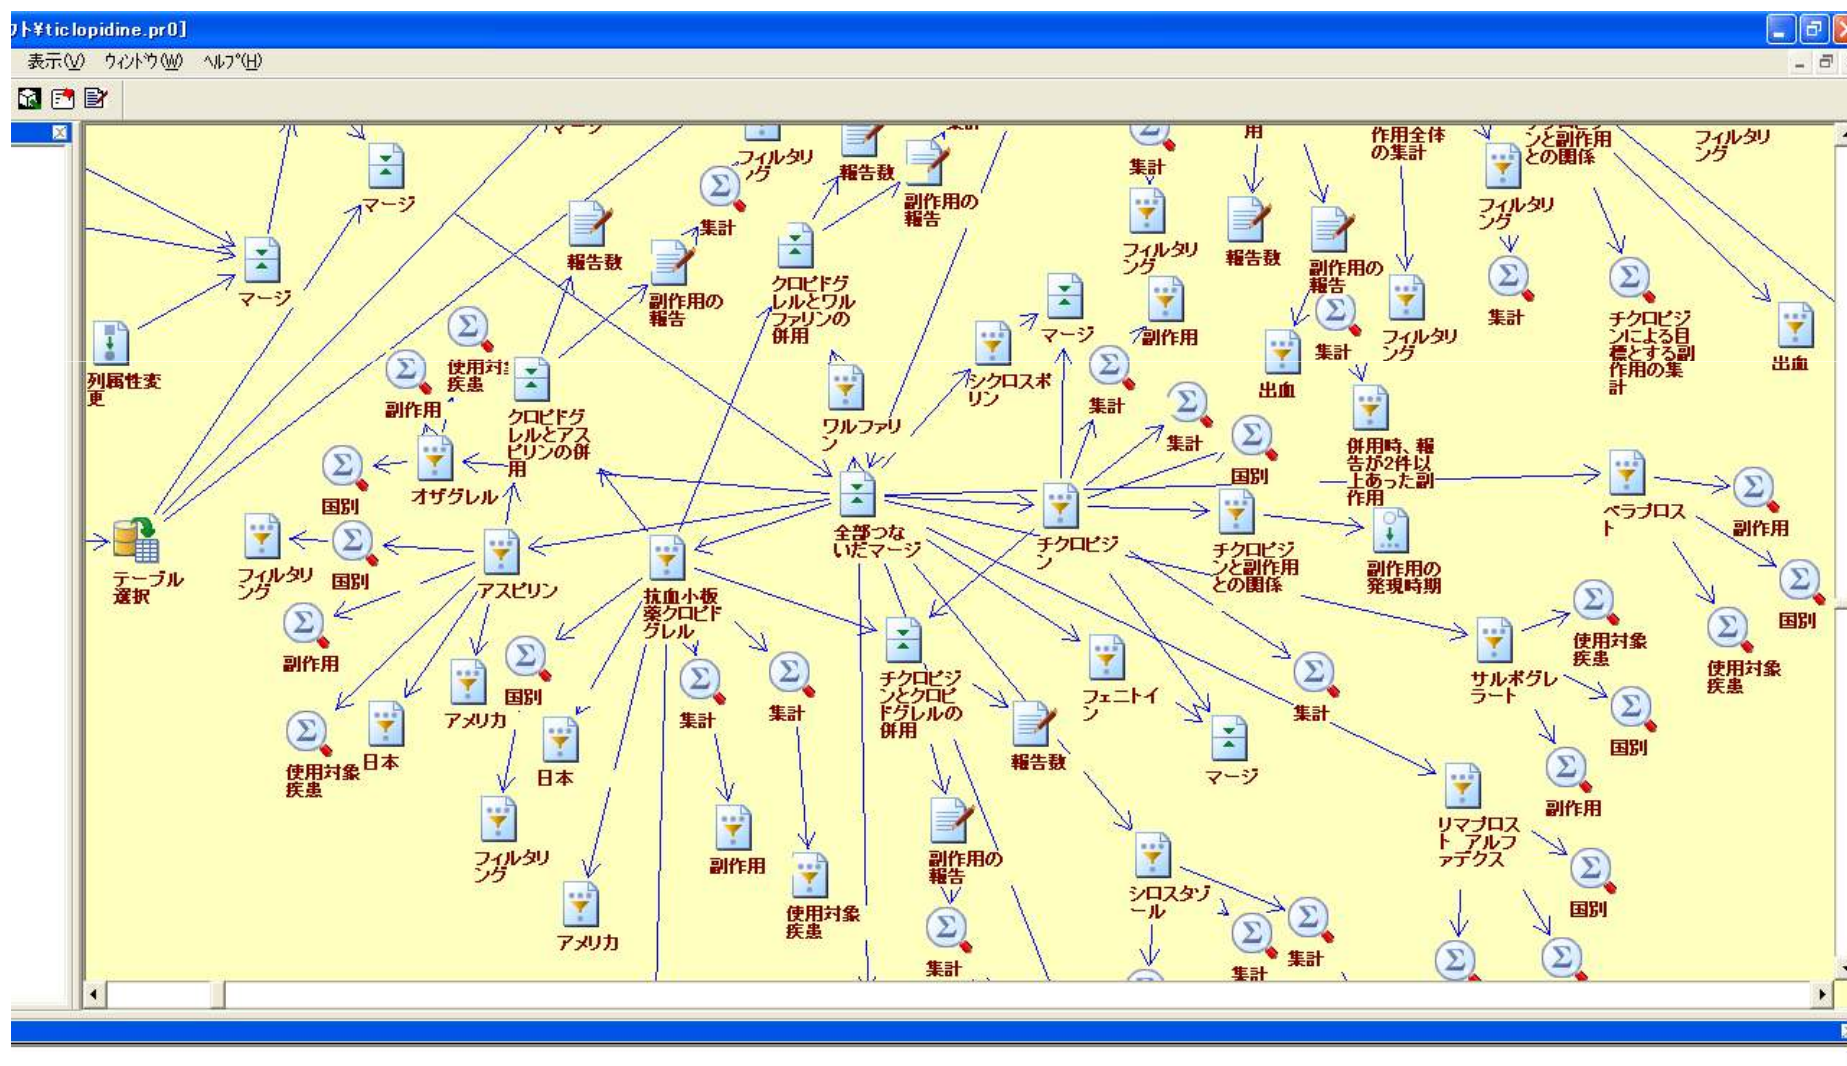 クト¥ticlopidine.pr0]
表示(V) ウィンドウ(W) ヘルプ(H)
マージ
フィルタリ
ング
報告数
集計
副作用の
報告
集計
用
作用全体
の集計
ンと副作用
との関係
フィルタリ
ング
マージ
集計
フィルタリ
ング
マージ
報告数
副作用の
報告
クロピドグ
レルとワル
ファリンの
併用
フィルタリ
ング
報告数
副作用の
報告
集計
チクロピジ
ンによる目
標とする副
作用の集
計
出血
列属性変
更
使用対象
疾患
副作用
クロピドグ
レルとアス
ピリンの併
用
ワルファリ
ン
シクロスポ
リン
マージ
副作用
集計
集計
国別
出血
集計
フィルタリ
ング
併用時、報
告が2件以
上あった副
作用
国別
オザグレル
全部つな
いだマージ
チクロピジ
ン
チクロピジ
ンと副作用
との関係
副作用の
発現時期
ベラプロス
ト
副作用
国別
使用対象
疾患
テーブル
選択
フィルタリ
ング
国別
アスピリン
抗血小板
薬クロピド
グレル
副作用
使用対象
疾患
日本
アメリカ
国別
日本
集計
集計
チクロピジ
ンとクロピ
ドグレルの
併用
報告数
フェニトイ
ン
マージ
集計
サルポグレ
ラート
使用対象
疾患
国別
副作用
フィルタリ
ング
アメリカ
副作用
使用対象
疾患
副作用の
報告
集計
シロスタゾ
ール
集計
集計
リマプロス
ト アルフ
ァデクス
国別